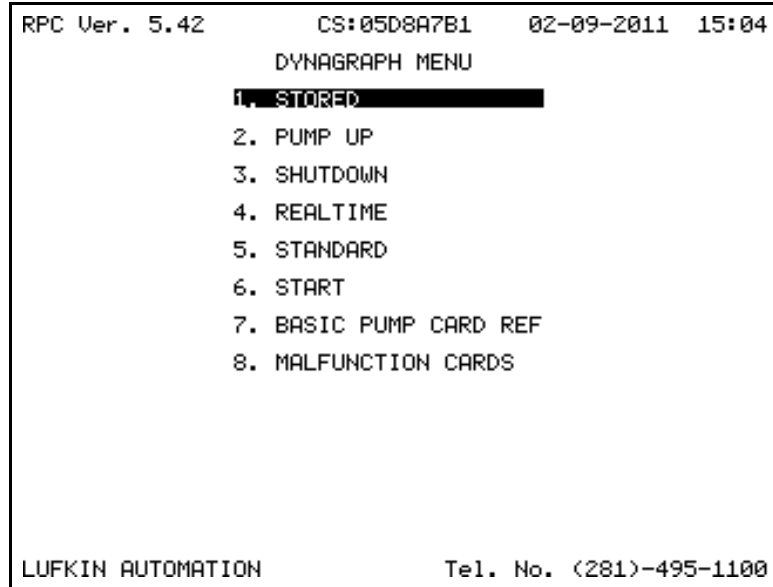 RPC Ver. 5.42 CS:05D8A7B1 02-09-2011 15:04
DYNAGRAPH MENU
1. STORED
2. PUMP UP
3. SHUTDOWN
4. REALTIME
5. STANDARD
6. START
7. BASIC PUMP CARD REF
8. MALFUNCTION CARDS
LUFKIN AUTOMATION Tel. No. (281)-495-1100